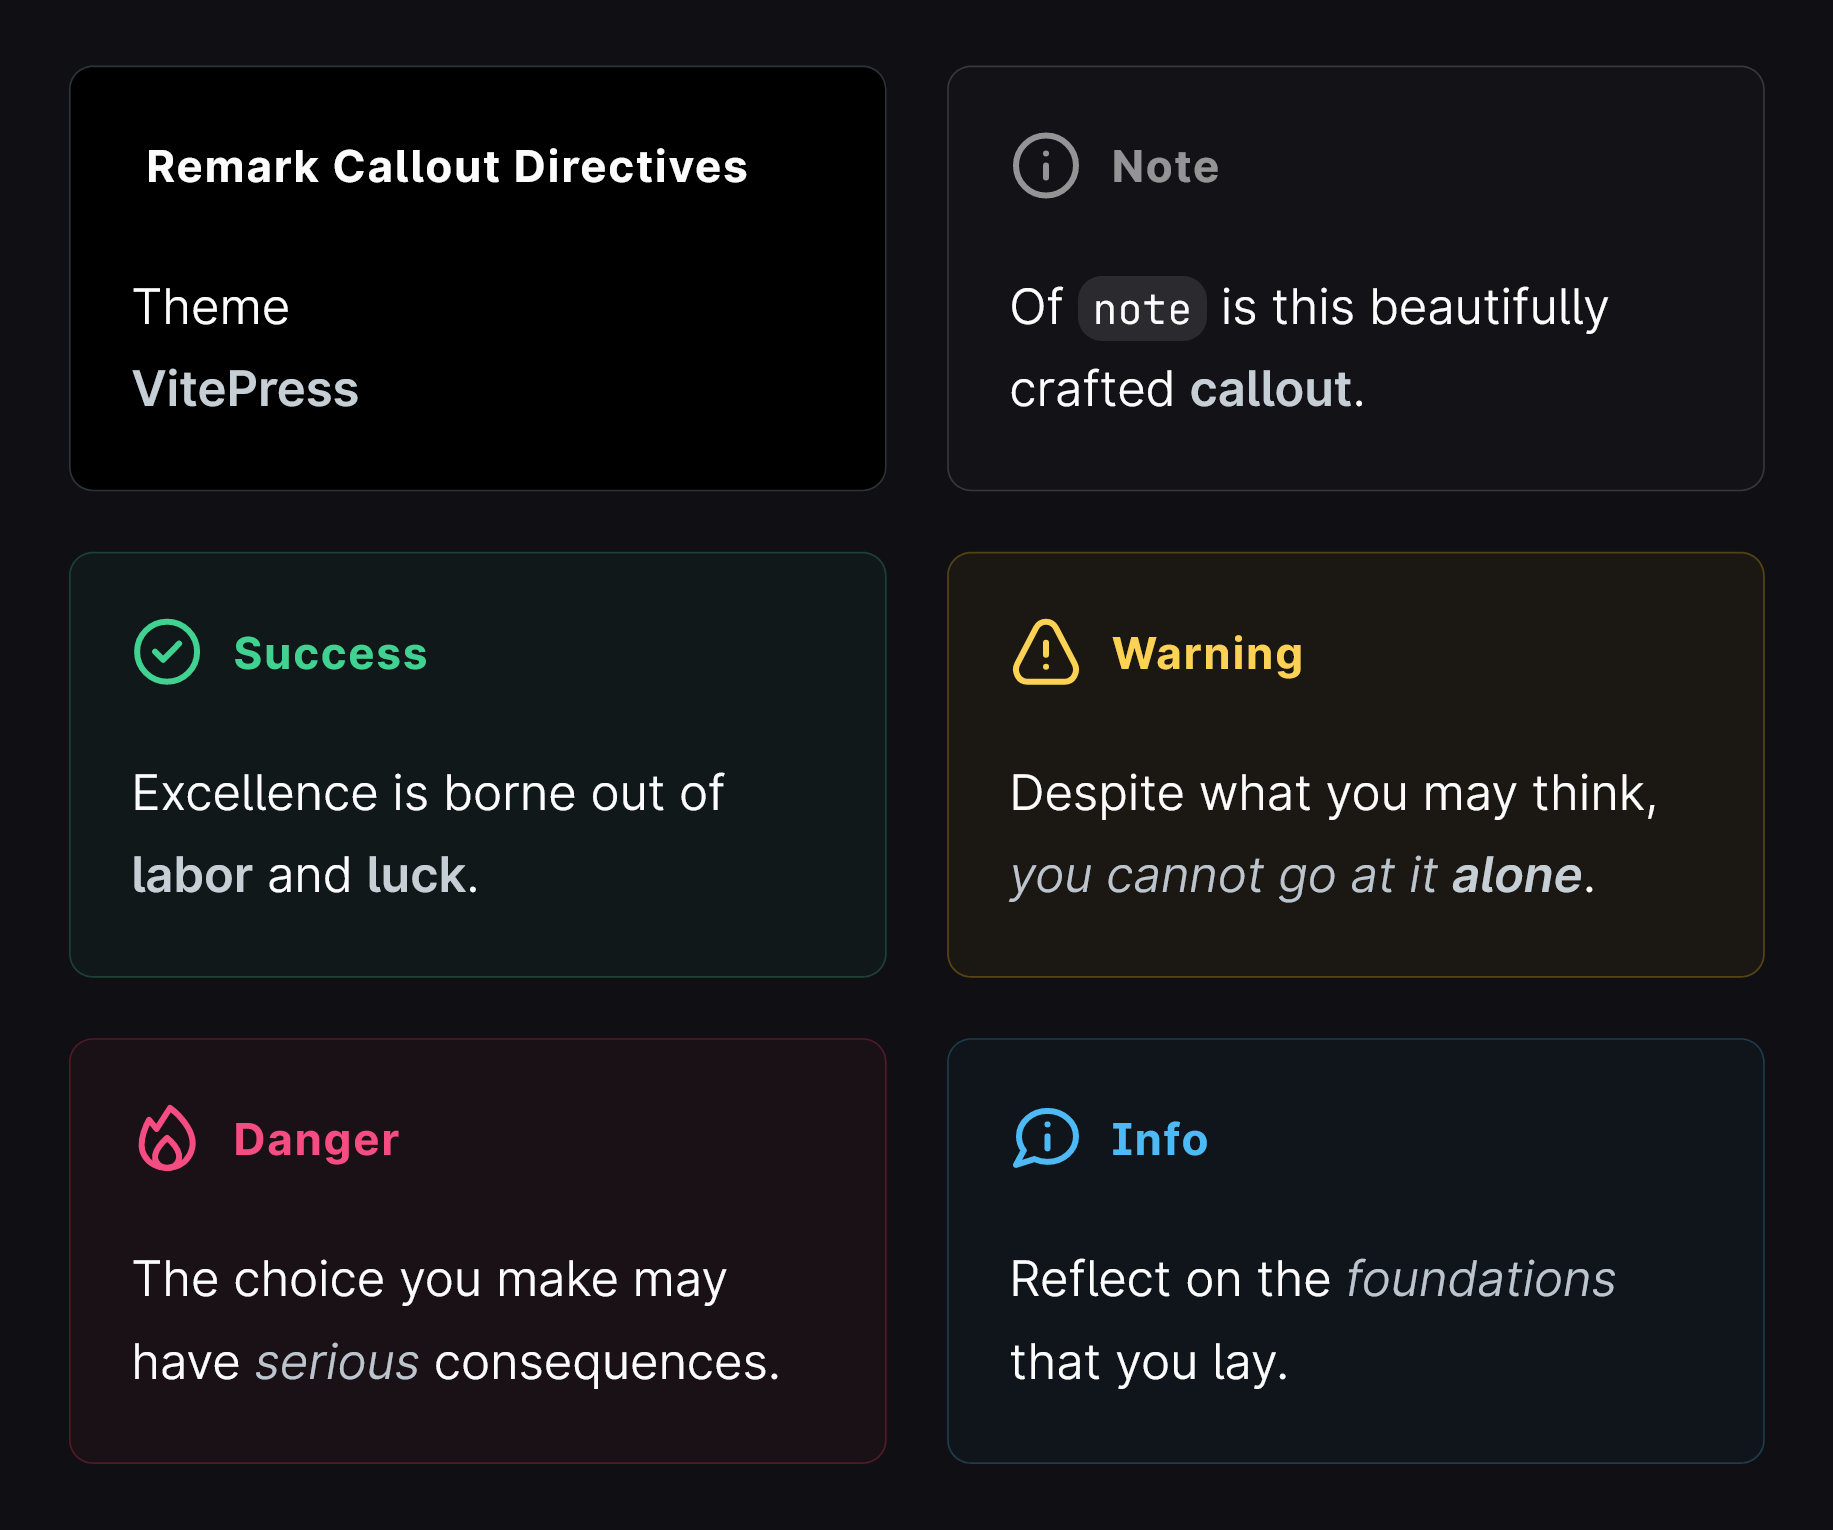 Remark Callout Directives
Theme
VitePress
Note
Of note is this beautifully
crafted callout.
Success
Excellence is borne out of
labor and luck.
Warning
Despite what you may think,
you cannot go at it alone.
Danger
The choice you make may
have serious consequences.
Info
Reflect on the foundations
that you lay.